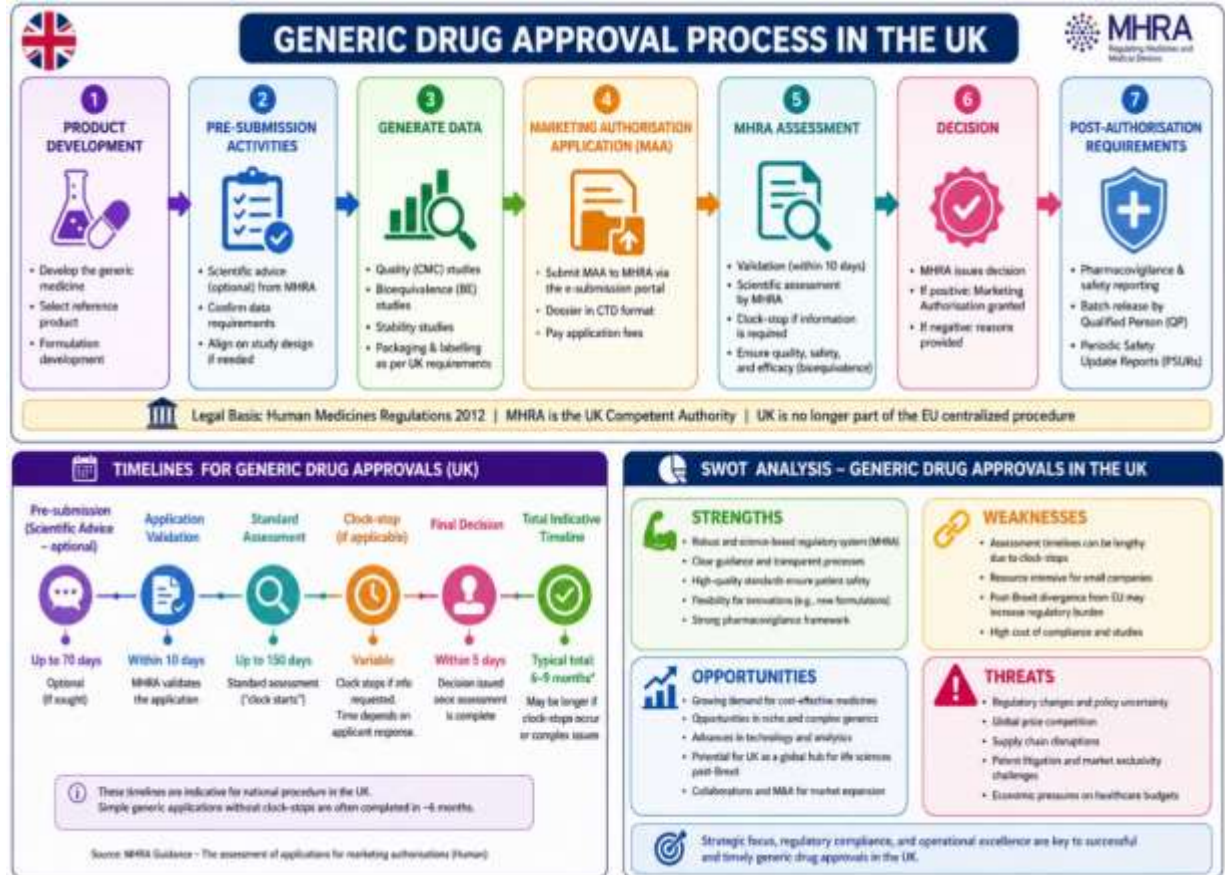 GENERIC DRUG APPROVAL PROCESS IN THE UK
MHRA
Regulating Medicines and
Medical Devices
1
PRODUCT
DEVELOPMENT
• Develop the generic
medicine
• Select reference
product
• Formulation
development
2
PRE-SUBMISSION
ACTIVITIES
• Scientific advice
(optional) from MHRA
• Confirm data
requirements
• Align on study design
if needed
3
GENERATE DATA
• Quality (CMC) studies
• Bioequivalence (BE)
studies
• Stability studies
• Packaging & labelling
as per UK requirements
4
MARKETING AUTHORISATION
APPLICATION (MAA)
• Submit MAA to MHRA via
the e-submission portal
• Dossier in CTD format
• Pay application fees
5
MHRA ASSESSMENT
• Validation (within 10 days)
• Scientific assessment
by MHRA
• Clock-stop if information
is required
• Ensure quality, safety,
and efficacy (bioequivalence)
6
DECISION
• MHRA issues decision
• If positive: Marketing
Authorisation granted
• If negative: reasons
provided
7
POST-AUTHORISATION
REQUIREMENTS
• Pharmacovigilance &
safety reporting
• Batch release by
Qualified Person (QP)
• Periodic Safety
Update Reports (PSURs)
Legal Basis: Human Medicines Regulations 2012 | MHRA is the UK Competent Authority | UK is no longer part of the EU centralized procedure
TIMELINES FOR GENERIC DRUG APPROVALS (UK)
Pre-submission
(Scientific Advice
– optional)
Up to 70 days
Optional
(if sought)
Application
Validation
Within 10 days
MHRA validates
the application
Standard
Assessment
Up to 150 days
Standard assessment
("clock starts")
Clock-stop
(if applicable)
Variable
Clock stops if info
requested.
Time depends on
applicant response.
Final Decision
Within 5 days
Decision issued
once assessment
is complete
Total Indicative
Timeline
Typical total:
6–9 months*
May be longer if
clock-stops occur
or complex issues
These timelines are indicative for national procedure in the UK.
Simple generic applications without clock-stops are often completed in ~6 months.
Source: MHRA Guidance – The assessment of applications for marketing authorisations (Human)
SWOT ANALYSIS – GENERIC DRUG APPROVALS IN THE UK
STRENGTHS
• Robust and science-based regulatory system (MHRA)
• Clear guidance and transparent processes
• High-quality standards ensure patient safety
• Flexibility for innovations (e.g., new formulations)
• Strong pharmacovigilance framework
WEAKNESSES
• Assessment timelines can be lengthy
due to clock-stops
• Resource intensive for small companies
• Post-Brexit divergence from EU may
increase regulatory burden
• High cost of compliance and studies
OPPORTUNITIES
• Growing demand for cost-effective medicines
• Opportunities in niche and complex generics
• Advances in technology and analytics
• Potential for UK as a global hub for life sciences
post-Brexit
• Collaborations and M&A for market expansion
THREATS
• Regulatory changes and policy uncertainty
• Global price competition
• Supply chain disruptions
• Patent litigation and market exclusivity
challenges
• Economic pressures on healthcare budgets
Strategic focus, regulatory compliance, and operational excellence are key to successful
and timely generic drug approvals in the UK.